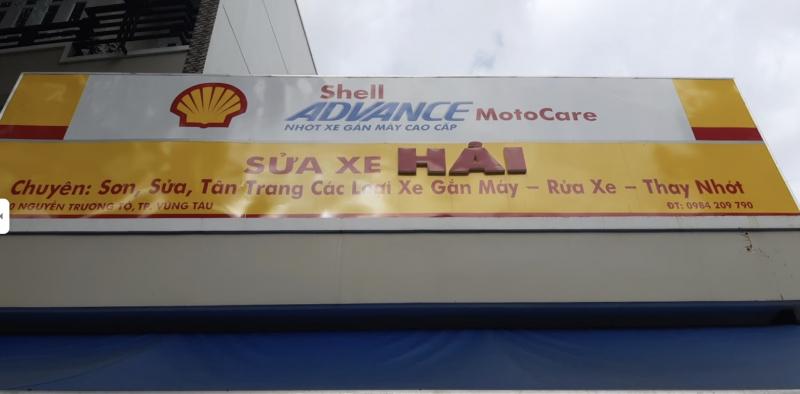 Shell
ADVANCE MotoCare
NHỚT XE GẮN MÁY CAO CẤP
SỬA XE HẢI
Chuyên: Sơn, Sửa, Tân Trang Các Loại Xe Gắn Máy – Rửa Xe – Thay Nhớt
NGUYỄN TRƯỜNG TỘ, TP. VŨNG TÀU
ĐT: 0984 209 790